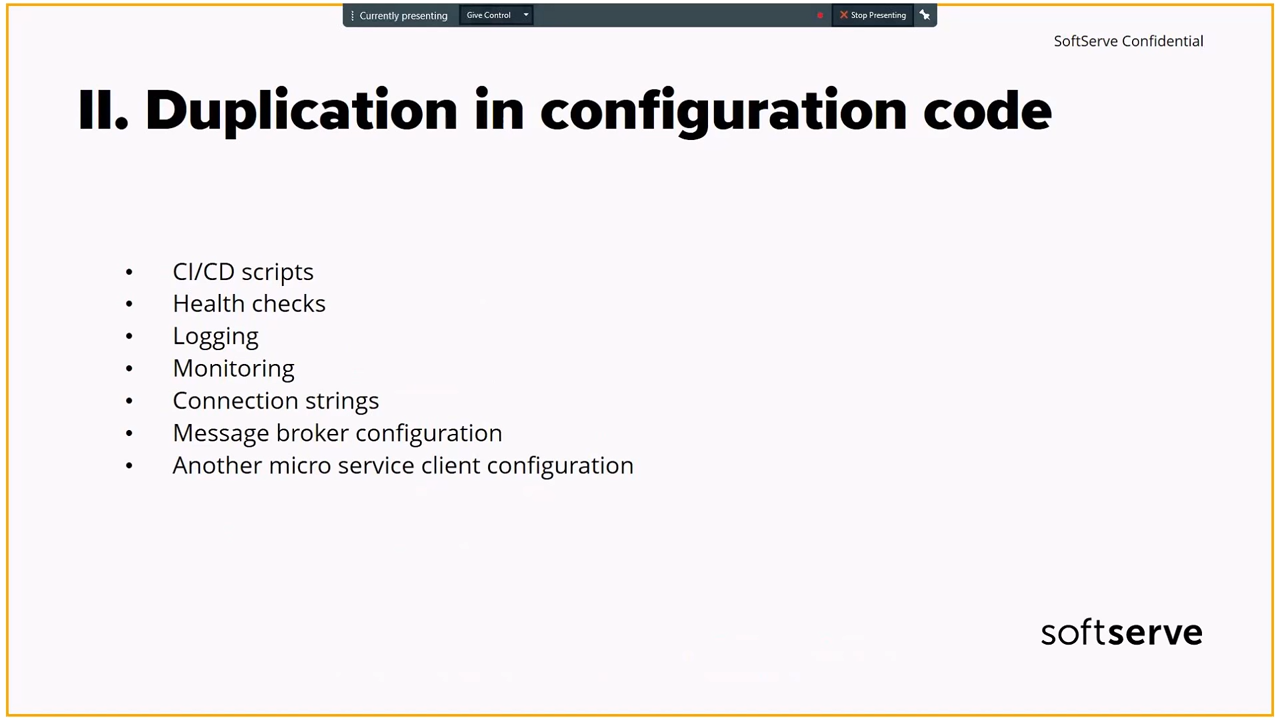 Currently presenting Give Control Stop Presenting
SoftServe Confidential
II. Duplication in configuration code
• CI/CD scripts
• Health checks
• Logging
• Monitoring
• Connection strings
• Message broker configuration
• Another micro service client configuration
softserve